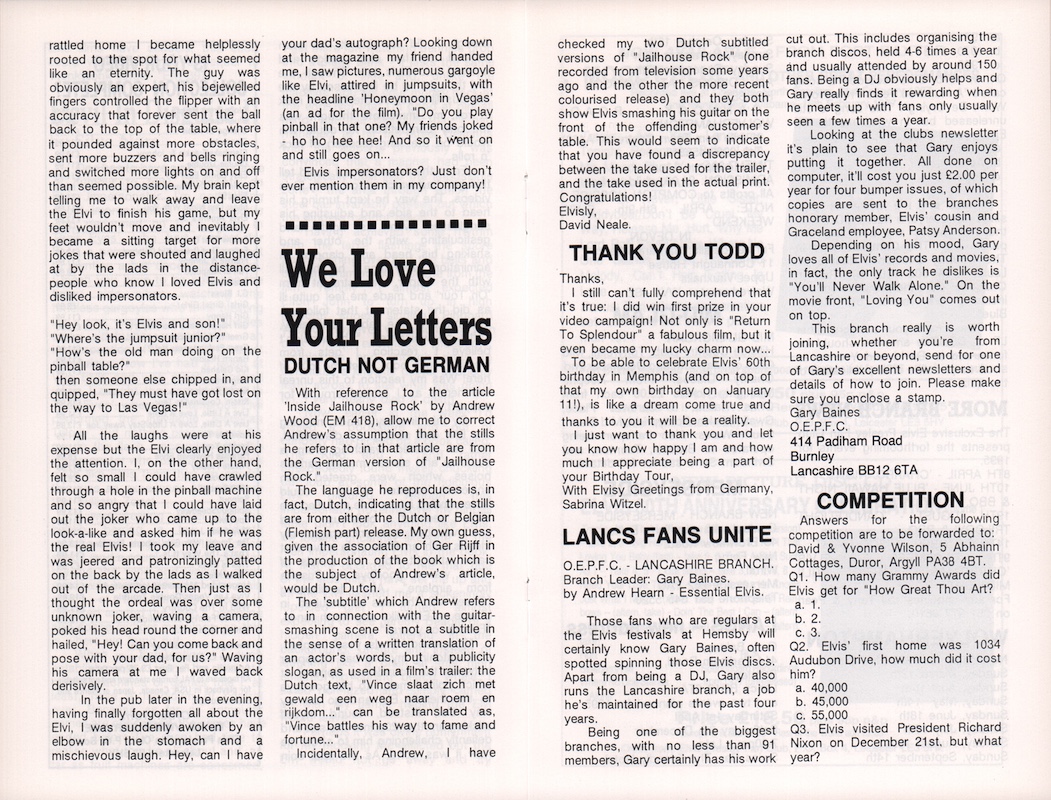 rattled home I became helplessly
rooted to the spot for what seemed
like an eternity. The guy was
obviously an expert, his bejewelled
fingers controlled the flipper with an
accuracy that forever sent the ball
back to the top of the table, where
it pounded against more obstacles,
sent more buzzers and bells ringing
and switched more lights on and off
than seemed possible. My brain kept
telling me to walk away and leave
the Elvi to finish his game, but my
feet wouldn't move and inevitably I
became a sitting target for more
jokes that were shouted and laughed
at by the lads in the distance-
people who know I loved Elvis and
disliked impersonators.
"Hey look, it's Elvis and son!"
"Where's the jumpsuit junior?"
"How's the old man doing on the
pinball table?"
then someone else chipped in, and
quipped, "They must have got lost on
the way to Las Vegas!"
All the laughs were at his
expense but the Elvi clearly enjoyed
the attention. I, on the other hand,
felt so small I could have crawled
through a hole in the pinball machine
and so angry that I could have laid
out the joker who came up to the
look-a-like and asked him if he was
the real Elvis! I took my leave and
was jeered and patronizingly patted
on the back by the lads as I walked
out of the arcade. Then just as I
thought the ordeal was over some
unknown joker, waving a camera,
poked his head round the corner and
hailed, "Hey! Can you come back and
pose with your dad, for us?" Waving
his camera at me I waved back
derisively.
In the pub later in the evening,
having finally forgotten all about the
Elvi, I was suddenly awoken by an
elbow in the stomach and a
mischievous laugh. Hey, can I have
your dad's autograph? Looking down
at the magazine my friend handed
me, I saw pictures, numerous gargoyle
like Elvi, attired in jumpsuits, with
the headline 'Honeymoon in Vegas'
(an ad for the film). "Do you play
pinball in that one? My friends joked
- ho ho hee hee! And so it went on
and still goes on...
Elvis impersonators? Just don't
ever mention them in my company!
We Love
Your Letters
DUTCH NOT GERMAN
With reference to the article
'Inside Jailhouse Rock' by Andrew
Wood (EM 418), allow me to correct
Andrew's assumption that the stills
he refers to in that article are from
the German version of "Jailhouse
Rock."
The language he reproduces is, in
fact, Dutch, indicating that the stills
are from either the Dutch or Belgian
(Flemish part) release. My own guess,
given the association of Ger Rijff in
the production of the book which is
the subject of Andrew's article,
would be Dutch.
The 'subtitle' which Andrew refers
to in connection with the guitar-
smashing scene is not a subtitle in
the sense of a written translation of
an actor's words, but a publicity
slogan, as used in a film's trailer: the
Dutch text, "Vince slaat zich met
gewald een weg naar roem en
rijkdom..." can be translated as,
"Vince battles his way to fame and
fortune..."
Incidentally, Andrew, I have
checked my two Dutch subtitled
versions of "Jailhouse Rock" (one
recorded from television some years
ago and the other the more recent
colourised release) and they both
show Elvis smashing his guitar on the
front of the offending customer's
table. This would seem to indicate
that you have found a discrepancy
between the take used for the trailer,
and the take used in the actual print.
Congratulations!
Elvisly,
David Neale.
THANK YOU TODD
Thanks,
I still can't fully comprehend that
it's true: I did win first prize in your
video campaign! Not only is "Return
To Splendour" a fabulous film, but it
even became my lucky charm now...
To be able to celebrate Elvis' 60th
birthday in Memphis (and on top of
that my own birthday on January
11!), is like a dream come true and
thanks to you it will be a reality.
I just want to thank you and let
you know how happy I am and how
much I appreciate being a part of
your Birthday Tour,
With Elvisy Greetings from Germany,
Sabrina Witzel.
LANCS FANS UNITE
O.E.P.F.C. - LANCASHIRE BRANCH.
Branch Leader: Gary Baines.
by Andrew Hearn - Essential Elvis.
Those fans who are regulars at
the Elvis festivals at Hemsby will
certainly know Gary Baines, often
spotted spinning those Elvis discs.
Apart from being a DJ, Gary also
runs the Lancashire branch, a job
he's maintained for the past four
years.
Being one of the biggest
branches, with no less than 91
members, Gary certainly has his work
cut out. This includes organising the
branch discos, held 4-6 times a year
and usually attended by around 150
fans. Being a DJ obviously helps and
Gary really finds it rewarding when
he meets up with fans only usually
seen a few times a year.
Looking at the clubs newsletter
it's plain to see that Gary enjoys
putting it together. All done on
computer, it'll cost you just £2.00 per
year for four bumper issues, of which
copies are sent to the branches
honorary member, Elvis' cousin and
Graceland employee, Patsy Anderson.
Depending on his mood, Gary
loves all of Elvis' records and movies,
in fact, the only track he dislikes is
"You'll Never Walk Alone." On the
movie front, "Loving You" comes out
on top.
This branch really is worth
joining, whether you're from
Lancashire or beyond, send for one
of Gary's excellent newsletters and
details of how to join. Please make
sure you enclose a stamp.
Gary Baines
O.E.P.F.C.
414 Padiham Road
Burnley
Lancashire BB12 6TA
COMPETITION
Answers for the following
competition are to be forwarded to:
David & Yvonne Wilson, 5 Abhainn
Cottages, Duror, Argyll PA38 4BT.
Q1. How many Grammy Awards did
Elvis get for "How Great Thou Art?
a. 1.
b. 2.
c. 3.
Q2. Elvis' first home was 1034
Audubon Drive, how much did it cost
him?
a. 40,000
b. 45,000
c. 55,000
Q3. Elvis visited President Richard
Nixon on December 21st, but what
year?